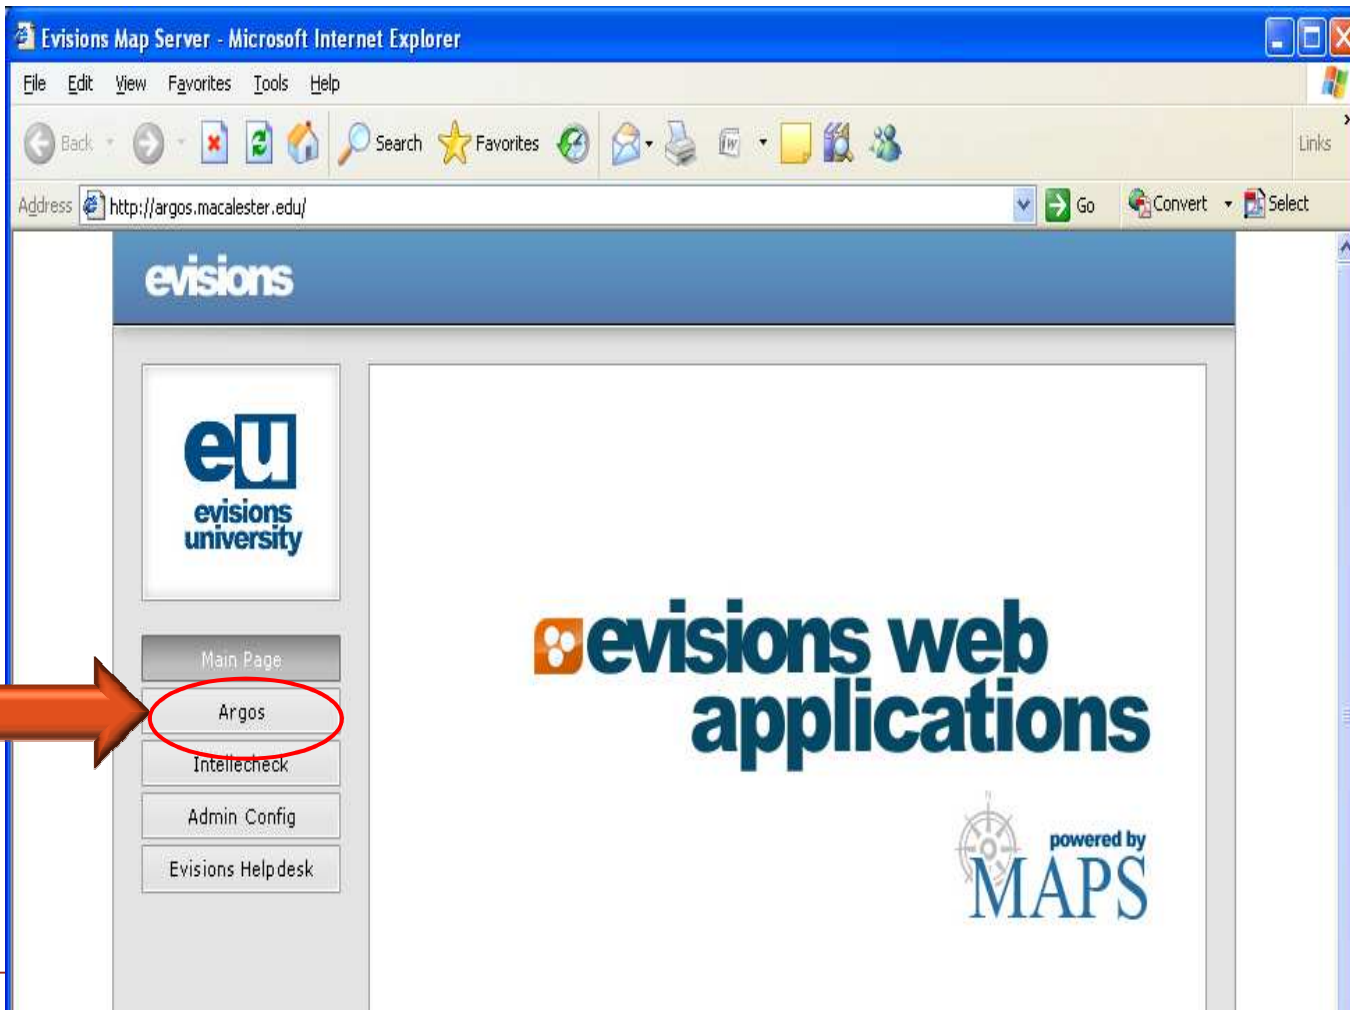 Evisions Map Server - Microsoft Internet Explorer
File Edit View Favorites Tools Help
Back Search Favorites Links
Address http://argos.macalester.edu/ Go Convert Select
evisions
eu
evisions
university
Main Page
Argos
Intellecheck
Admin Config
Evisions Helpdesk
evisions web
applications
N
powered by
MAPS